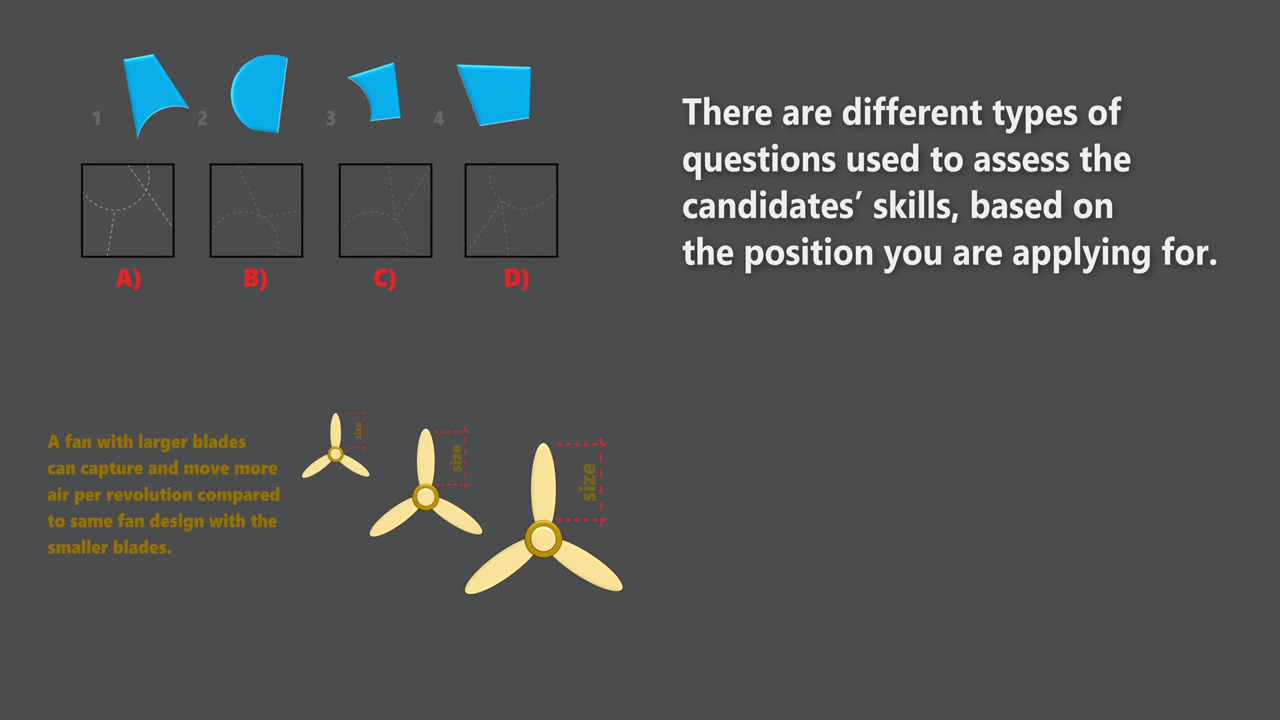 1 2 3 4
A) B) C) D)
There are different types of
questions used to assess the
candidates’ skills, based on
the position you are applying for.
A fan with larger blades
can capture and move more
air per revolution compared
to same fan design with the
smaller blades.
size
size
size